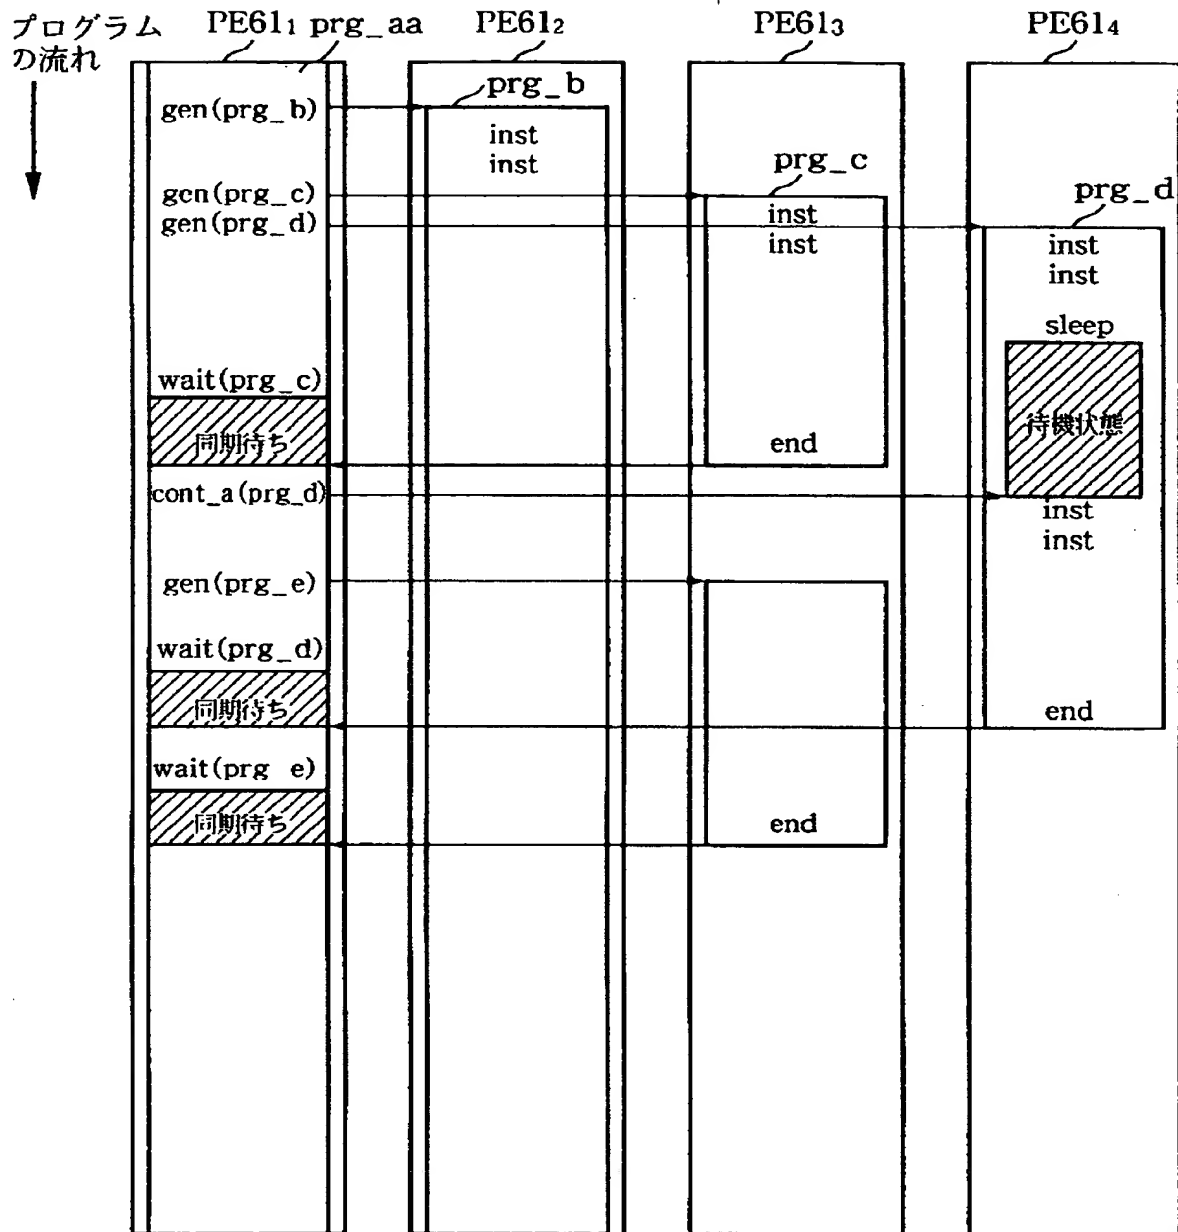 プログラム
の流れ
PE61₁ prg_aa
PE61₂
PE61₃
PE61₄
gen(prg_b)
prg_b
inst
inst
gen(prg_c)
prg_c
gen(prg_d)
inst
inst
prg_d
inst
inst
sleep
wait(prg_c)
待機状態
同期待ち
end
cont_a(prg_d)
inst
inst
gen(prg_e)
wait(prg_d)
同期待ち
end
wait(prg e)
同期待ち
end